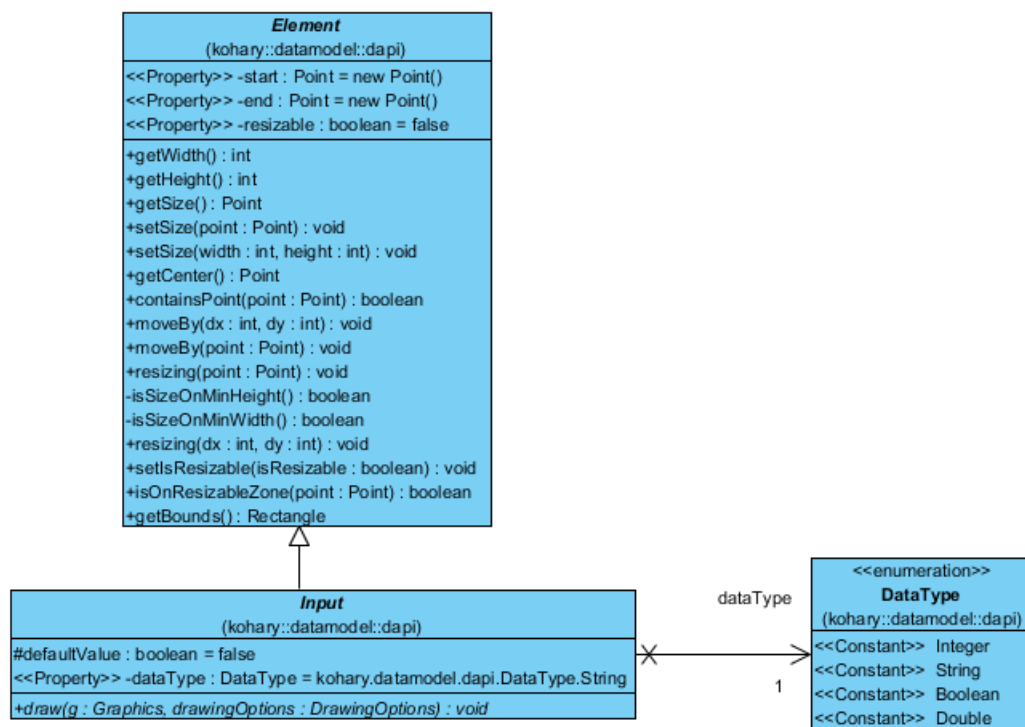 Element
(kohary::datamodel::dapi)
<<Property>> -start : Point = new Point()
<<Property>> -end : Point = new Point()
<<Property>> -resizable : boolean = false
+getWidth() : int
+getHeight() : int
+getSize() : Point
+setSize(point : Point) : void
+setSize(width : int, height : int) : void
+getCenter() : Point
+containsPoint(point : Point) : boolean
+moveBy(dx : int, dy : int) : void
+moveBy(point : Point) : void
+resizing(point : Point) : void
-isSizeOnMinHeight() : boolean
-isSizeOnMinWidth() : boolean
+resizing(dx : int, dy : int) : void
+setIsResizable(isResizable : boolean) : void
+isOnResizableZone(point : Point) : boolean
+getBounds() : Rectangle
Input
(kohary::datamodel::dapi)
#defaultValue : boolean = false
<<Property>> -dataType : DataType = kohary.datamodel.dapi.DataType.String
+draw(g : Graphics, drawingOptions : DrawingOptions) : void
dataType
1
<<enumeration>>
DataType
(kohary::datamodel::dapi)
<<Constant>> Integer
<<Constant>> String
<<Constant>> Boolean
<<Constant>> Double